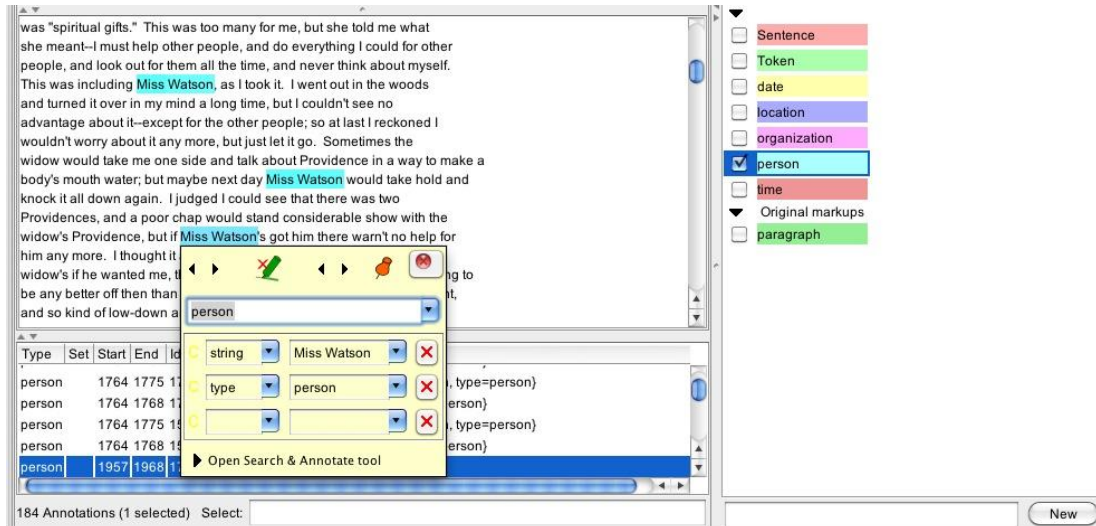 was "spiritual gifts."  This was too many for me, but she told me what
she meant--I must help other people, and do everything I could for other
people, and look out for them all the time, and never think about myself.
This was including Miss Watson, as I took it.  I went out in the woods
and turned it over in my mind a long time, but I couldn't see no
advantage about it--except for the other people; so at last I reckoned I
wouldn't worry about it any more, but just let it go.  Sometimes the
widow would take me one side and talk about Providence in a way to make a
body's mouth water; but maybe next day Miss Watson would take hold and
knock it all down again.  I judged I could see that there was two
Providences, and a poor chap would stand considerable show with the
widow's Providence, but if Miss Watson's got him there warn't no help for
him any more.  I thought it
widow's if he wanted me, ng to
be any better off then than
and so kind of low-down a
person
C string Miss Watson
C type person
C
Open Search & Annotate tool
Type Set Start End Id
person 1764 1775 , type=person}
person 1764 1768
person 1764 1775 , type=person}
person 1764 1768
person 1957 1968
184 Annotations (1 selected) Select:
Sentence
Token
date
location
organization
person
time
Original markups
paragraph
New